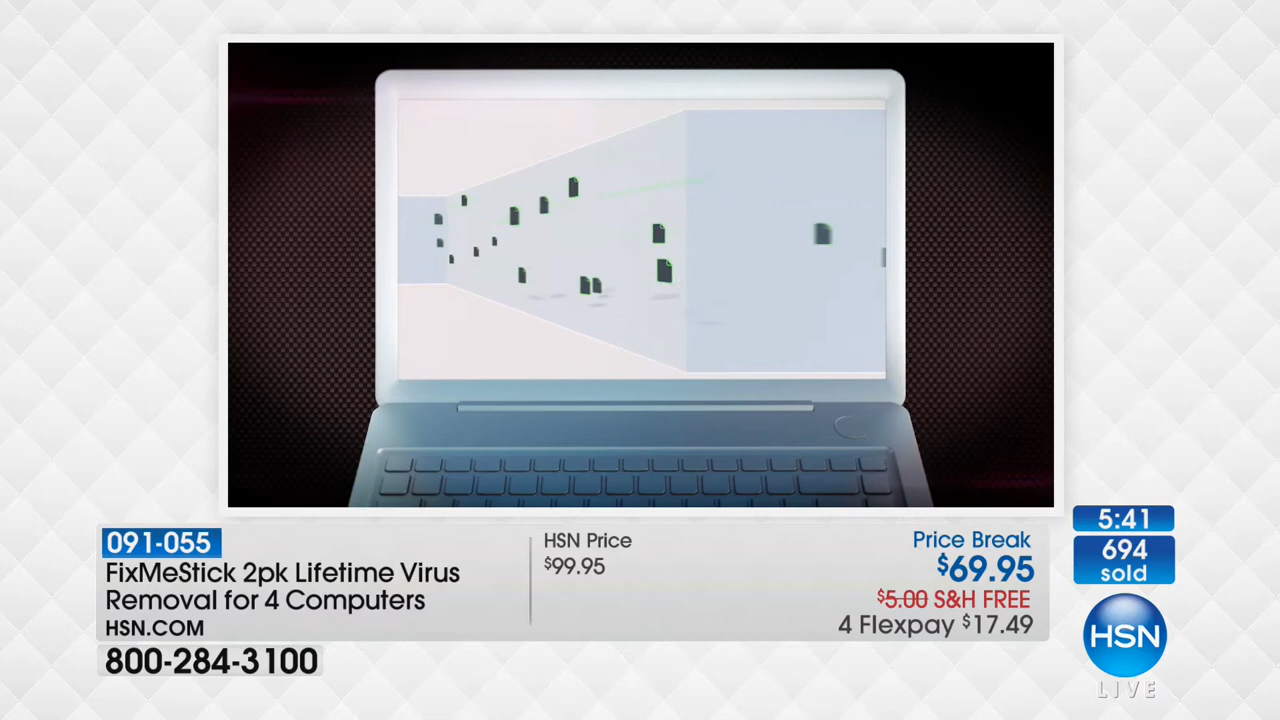 091-055
FixMeStick 2pk Lifetime Virus
Removal for 4 Computers
HSN.COM
800-284-3100
HSN Price
$99.95
Price Break
$69.95
$5.00 S&H FREE
4 Flexpay $17.49
5:41
694
sold
HSN
LIVE